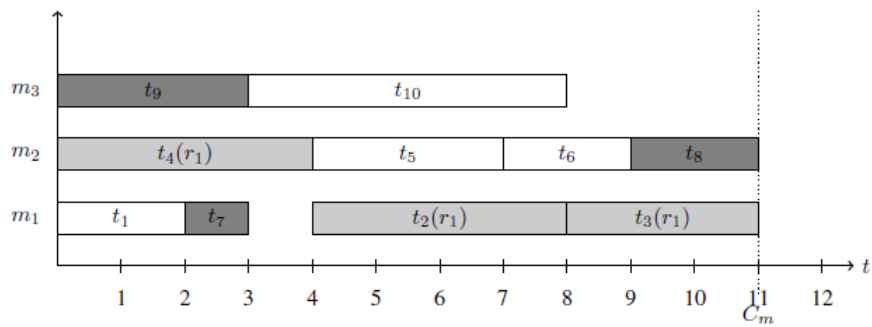 m₃ t₉ t₁₀
m₂ t₄(r₁) t₅ t₆ t₈
m₁ t₁ t₇ t₂(r₁) t₃(r₁)
t
1 2 3 4 5 6 7 8 9 10 11 12
Cₘ